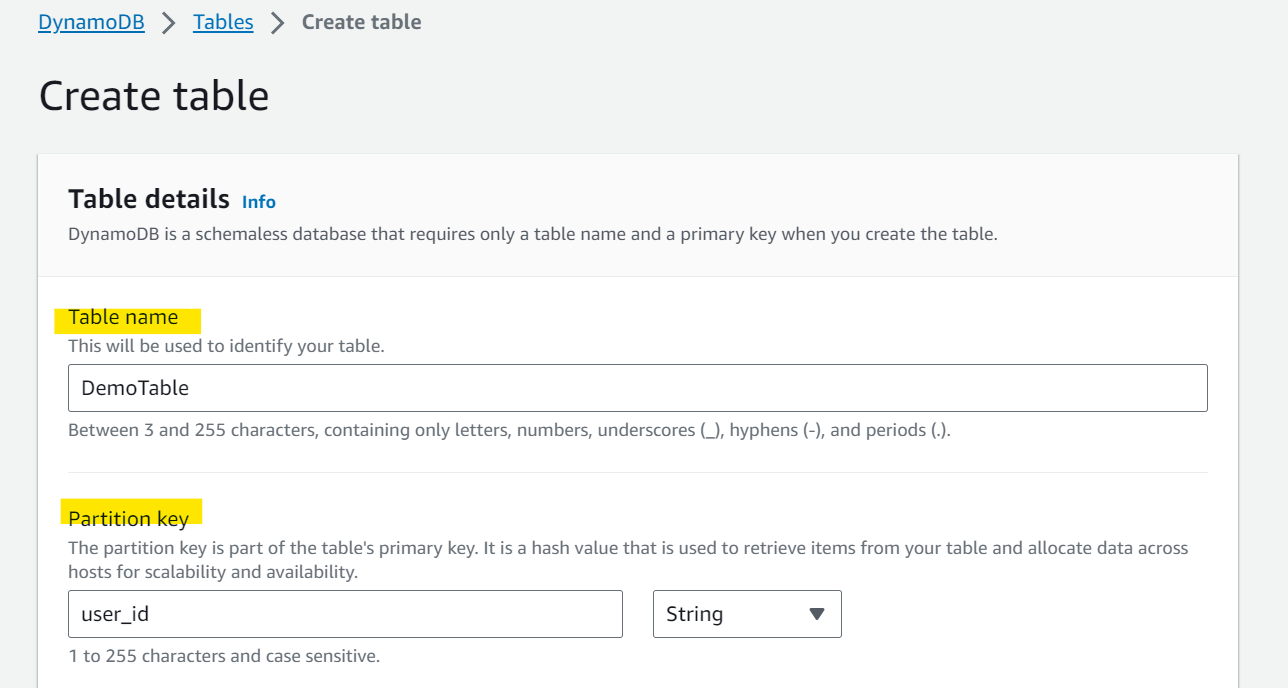 DynamoDB > Tables > Create table
Create table
Table details Info
DynamoDB is a schemaless database that requires only a table name and a primary key when you create the table.
Table name
This will be used to identify your table.
DemoTable
Between 3 and 255 characters, containing only letters, numbers, underscores (_), hyphens (-), and periods (.).
Partition key
The partition key is part of the table's primary key. It is a hash value that is used to retrieve items from your table and allocate data across
hosts for scalability and availability.
user_id String
1 to 255 characters and case sensitive.